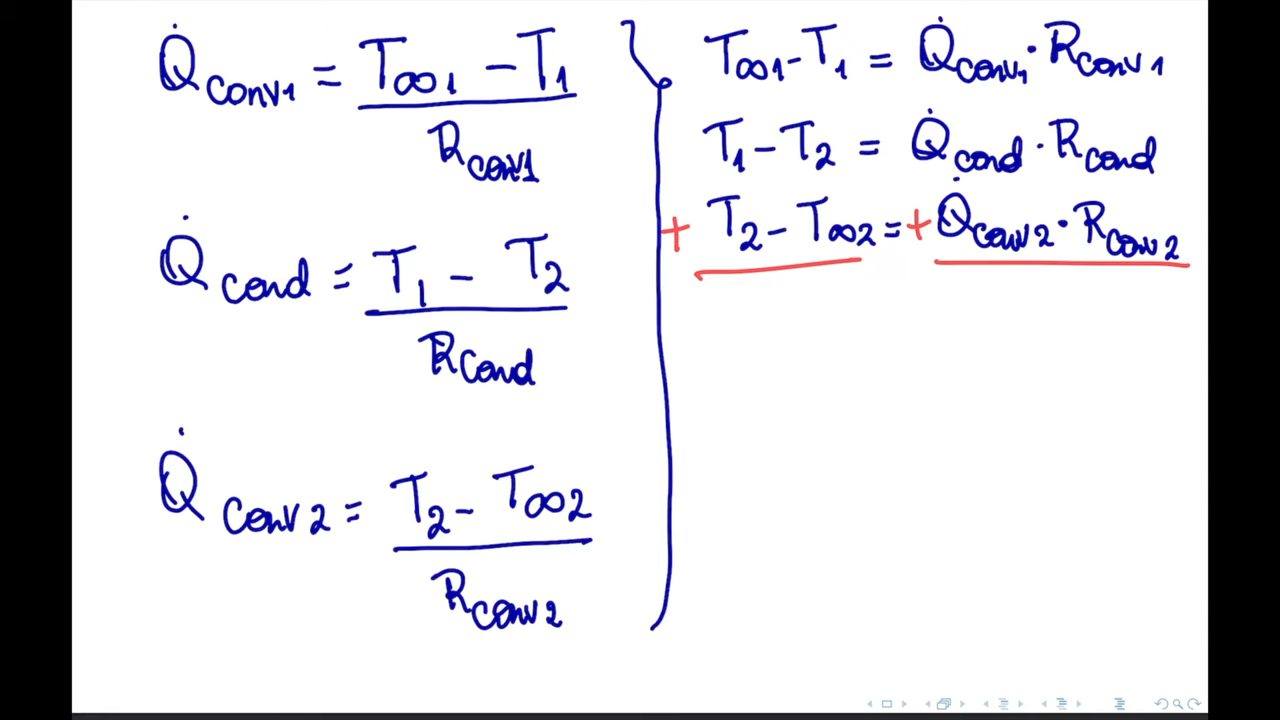 Q̇conv1 = T∞1 − T1
Rconv1
Q̇cond = T1 − T2
Rcond
Q̇conv2 = T2 − T∞2
Rconv2
T∞1 − T1 = Q̇conv1 · Rconv1
T1 − T2 = Q̇cond · Rcond
+ T2 − T∞2 = + Q̇conv2 · Rconv2